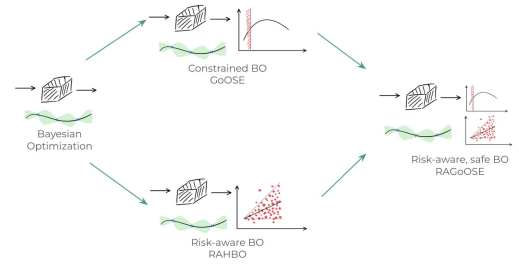 Constrained BO
GoOSE
Bayesian
Optimization
Risk-aware, safe BO
RAGoOSE
Risk-aware BO
RAHBO